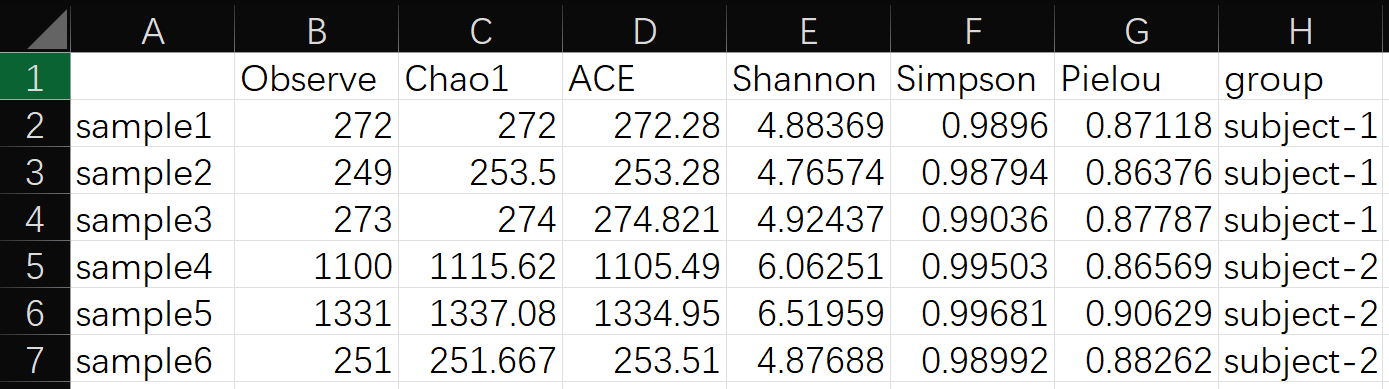 A B C D E F G H
1 Observe Chao1 ACE Shannon Simpson Pielou group
2 sample1 272 272 272.28 4.88369 0.9896 0.87118 subject-1
3 sample2 249 253.5 253.28 4.76574 0.98794 0.86376 subject-1
4 sample3 273 274 274.821 4.92437 0.99036 0.87787 subject-1
5 sample4 1100 1115.62 1105.49 6.06251 0.99503 0.86569 subject-2
6 sample5 1331 1337.08 1334.95 6.51959 0.99681 0.90629 subject-2
7 sample6 251 251.667 253.51 4.87688 0.98992 0.88262 subject-2